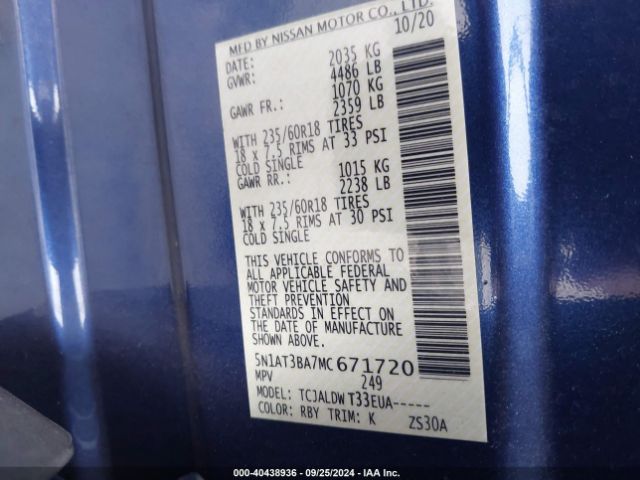 MFD BY NISSAN MOTOR CO., LTD.
DATE: 10/20
GVWR: 2035 KG
4486 LB
GAWR FR.: 1070 KG
2359 LB
WITH 235/60R18 TIRES
18 x 7.5 RIMS AT 33 PSI
COLD SINGLE
GAWR RR.: 1015 KG
2238 LB
WITH 235/60R18 TIRES
18 x 7.5 RIMS AT 30 PSI
COLD SINGLE
THIS VEHICLE CONFORMS TO
ALL APPLICABLE FEDERAL
MOTOR VEHICLE SAFETY AND
THEFT PREVENTION
STANDARDS IN EFFECT ON
THE DATE OF MANUFACTURE
SHOWN ABOVE.
5N1AT3BA7MC671720
MPV 249
MODEL: TCJALDW T33EUA-----
COLOR: RBY TRIM: K ZS30A
000-40438936 - 09/25/2024 - IAA Inc.